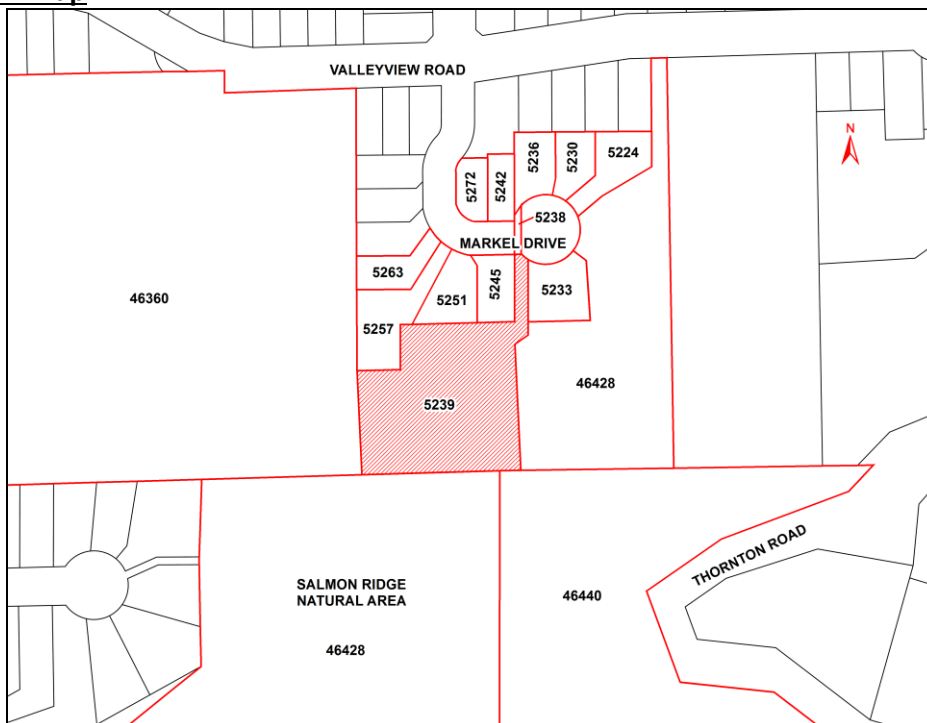 VALLEYVIEW ROAD
N
5236
5230
5224
5272
5242
5238
MARKEL DRIVE
5263
5245
5233
5251
46360
5257
46428
5239
THORNTON ROAD
SALMON RIDGE
NATURAL AREA
46440
46428